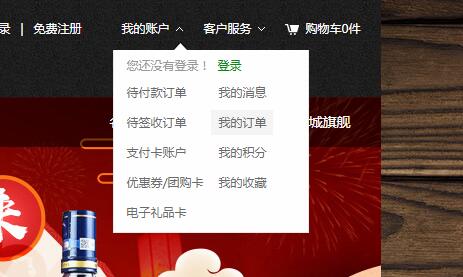 录 | 免费注册 我的账户 客户服务 购物车0件
您还没有登录！ 登录
待付款订单 我的消息
待签收订单 我的订单 城旗舰
支付卡账户 我的积分
优惠券/团购卡 我的收藏
电子礼品卡
来